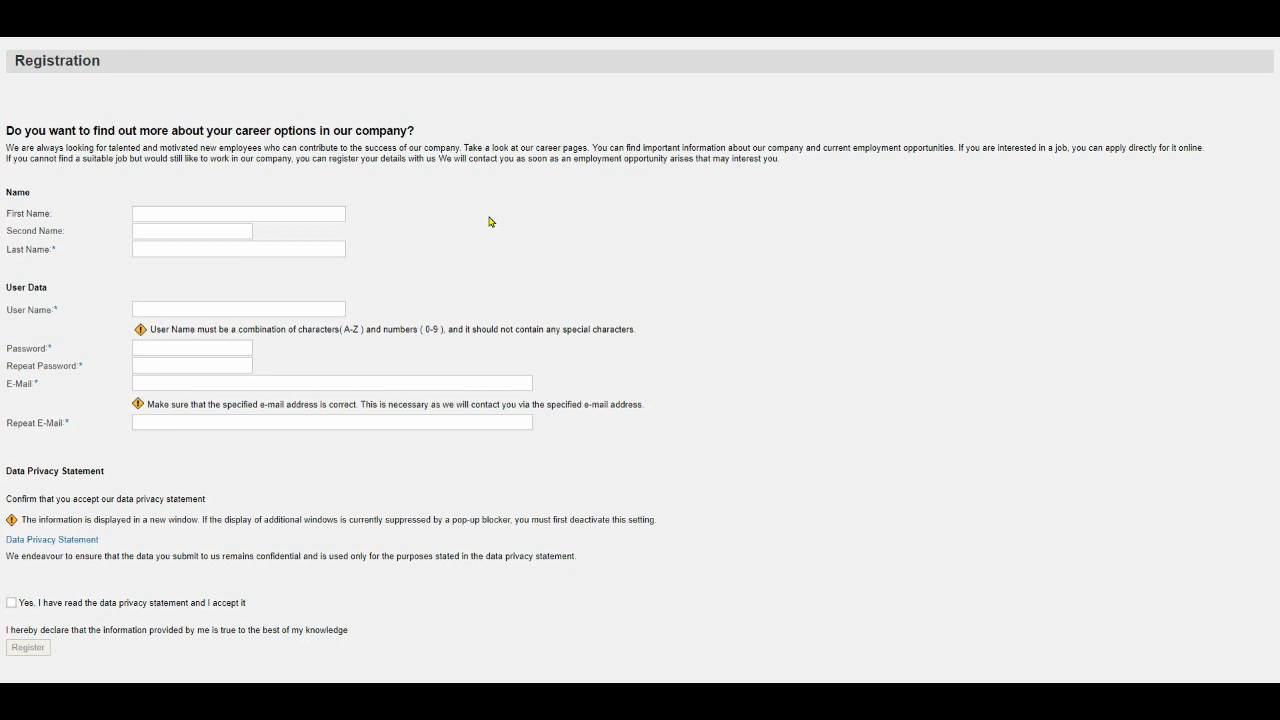 Registration
Do you want to find out more about your career options in our company?
We are always looking for talented and motivated new employees who can contribute to the success of our company. Take a look at our career pages. You can find important information about our company and current employment opportunities. If you are interested in a job, you can apply directly for it online.
If you cannot find a suitable job but would still like to work in our company, you can register your details with us We will contact you as soon as an employment opportunity arises that may interest you.
Name
First Name:
Second Name:
Last Name:*
User Data
User Name:*
User Name must be a combination of characters( A-Z ) and numbers ( 0-9 ), and it should not contain any special characters.
Password:*
Repeat Password:*
E-Mail:*
Make sure that the specified e-mail address is correct. This is necessary as we will contact you via the specified e-mail address.
Repeat E-Mail:*
Data Privacy Statement
Confirm that you accept our data privacy statement
The information is displayed in a new window. If the display of additional windows is currently suppressed by a pop-up blocker, you must first deactivate this setting.
Data Privacy Statement
We endeavour to ensure that the data you submit to us remains confidential and is used only for the purposes stated in the data privacy statement.
Yes, I have read the data privacy statement and I accept it
I hereby declare that the information provided by me is true to the best of my knowledge
Register